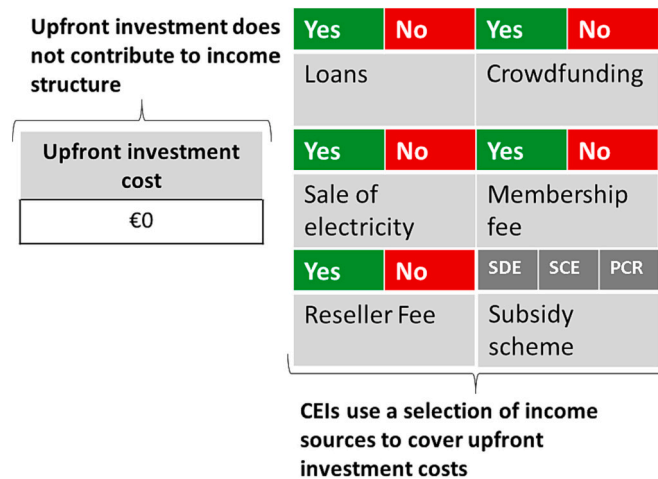 Upfront investment does
not contribute to income
structure
Upfront investment
cost
€0
Yes No Yes No
Loans Crowdfunding
Yes No Yes No
Sale of
electricity
Membership
fee
Yes No SDE SCE PCR
Reseller Fee
Subsidy
scheme
CEIs use a selection of income
sources to cover upfront
investment costs